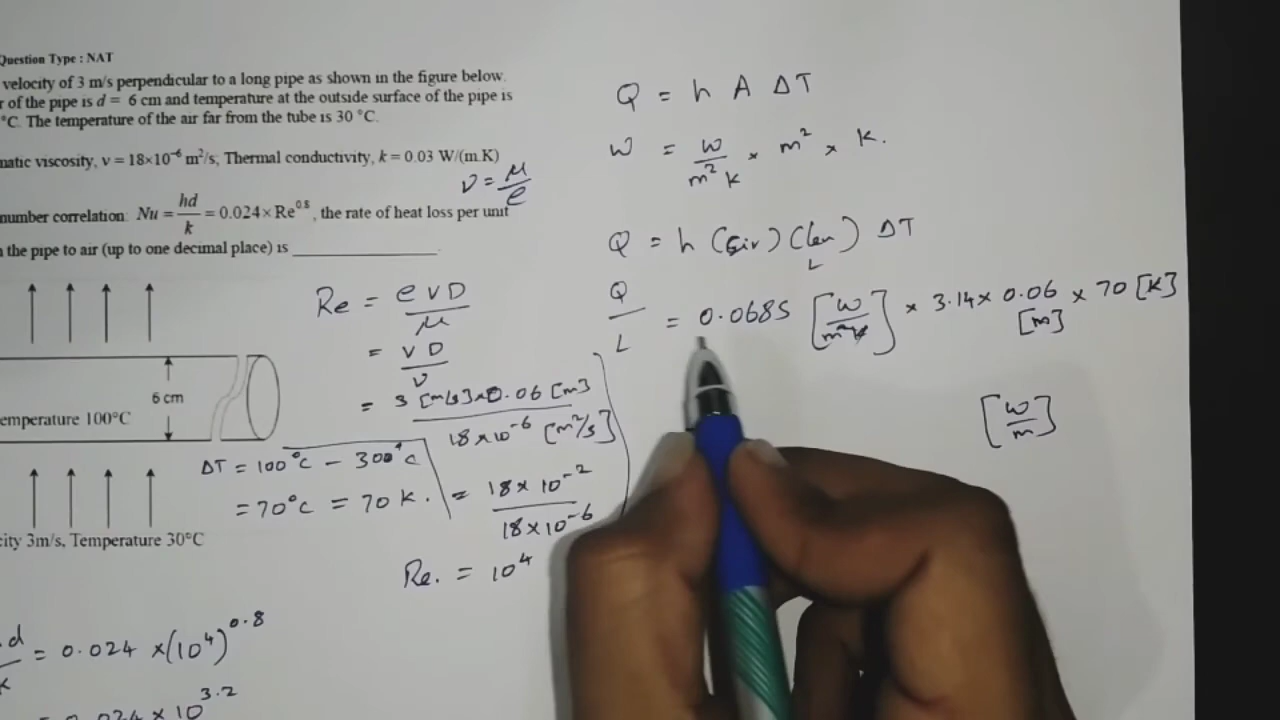 Question Type : NAT
velocity of 3 m/s perpendicular to a long pipe as shown in the figure below.
r of the pipe is d = 6 cm and temperature at the outside surface of the pipe is
°C. The temperature of the air far from the tube is 30 °C.
natic viscosity, ν = 18×10⁻⁶ m²/s; Thermal conductivity, k = 0.03 W/(m.K)
ν = μ/ρ
number correlation: Nu = hd/k = 0.024 × Re^0.8, the rate of heat loss per unit
n the pipe to air (up to one decimal place) is
6 cm
emperature 100°C
city 3m/s, Temperature 30°C
Re = ρVD/μ
= VD/ν
= 3 [m/s] × 0.06 [m] / 18×10⁻⁶ [m²/s]
ΔT = 100°C − 300°C
= 70°C = 70 K.
= 18×10⁻² / 18×10⁻⁶
Re. = 10⁴
d/k = 0.024 × (10⁴)^0.8
0.024 × 10^3.2
Q = h A ΔT
W = W/m²K × m² × K.
Q = h (cir) (len) ΔT
L
Q/L = 0.0685 [W/m²K] × 3.14 × 0.06 × 70 [K]
[m]
[W/m]